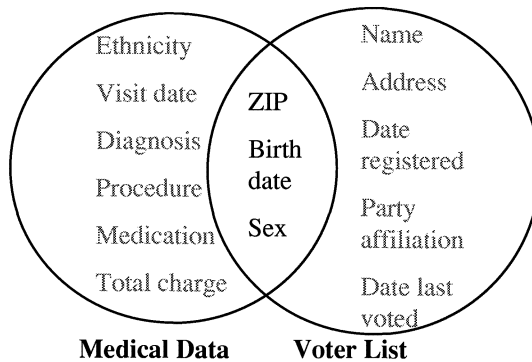 Ethnicity
Visit date
Diagnosis
Procedure
Medication
Total charge
ZIP
Birth
date
Sex
Name
Address
Date
registered
Party
affiliation
Date last
voted
Medical Data
Voter List